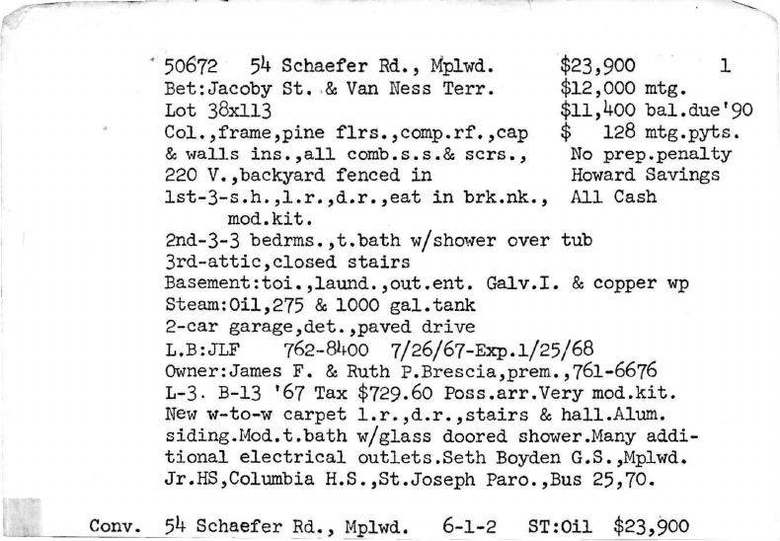 50672 54 Schaefer Rd., Mplwd. $23,900 1
Bet:Jacoby St. & Van Ness Terr. $12,000 mtg.
Lot 38x113 $11,400 bal.due'90
Col.,frame,pine flrs.,comp.rf.,cap $ 128 mtg.pyts.
& walls ins.,all comb.s.s.& scrs., No prep.penalty
220 V.,backyard fenced in Howard Savings
1st-3-s.h.,l.r.,d.r.,eat in brk.nk., All Cash
mod.kit.
2nd-3-3 bedrms.,t.bath w/shower over tub
3rd-attic,closed stairs
Basement:toi.,laund.,out.ent. Galv.I. & copper wp
Steam:Oil,275 & 1000 gal.tank
2-car garage,det.,paved drive
L.B:JLF 762-8400 7/26/67-Exp.1/25/68
Owner:James F. & Ruth P.Brescia,prem.,761-6676
L-3. B-13 '67 Tax $729.60 Poss.arr.Very mod.kit.
New w-to-w carpet l.r.,d.r.,stairs & hall.Alum.
siding.Mod.t.bath w/glass doored shower.Many addi-
tional electrical outlets.Seth Boyden G.S.,Mplwd.
Jr.HS,Columbia H.S.,St.Joseph Paro.,Bus 25,70.
Conv. 54 Schaefer Rd., Mplwd. 6-1-2 ST:Oil $23,900